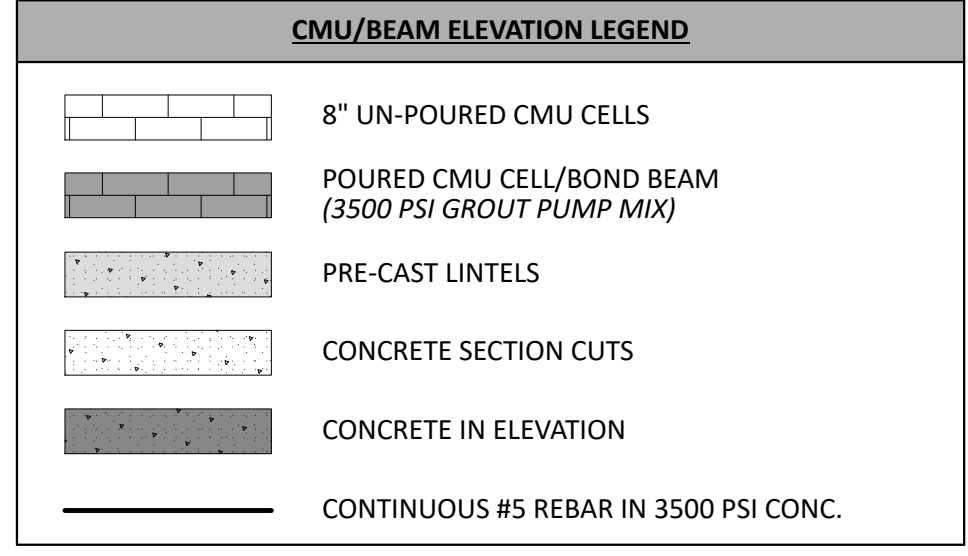 CMU/BEAM ELEVATION LEGEND
8" UN-POURED CMU CELLS
POURED CMU CELL/BOND BEAM
(3500 PSI GROUT PUMP MIX)
PRE-CAST LINTELS
CONCRETE SECTION CUTS
CONCRETE IN ELEVATION
CONTINUOUS #5 REBAR IN 3500 PSI CONC.